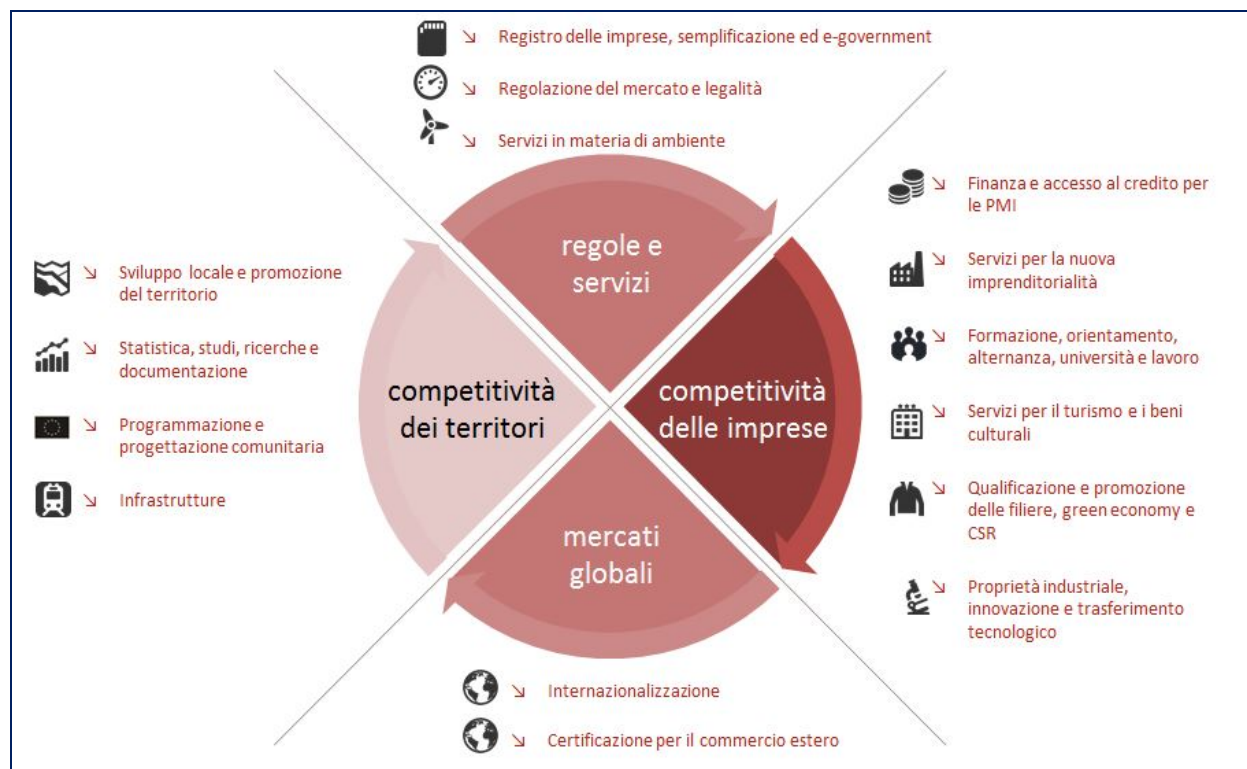 Registro delle imprese, semplificazione ed e-government
Regolazione del mercato e legalità
Servizi in materia di ambiente
regole e
servizi
Finanza e accesso al credito per
le PMI
Servizi per la nuova
imprenditorialità
Formazione, orientamento,
alternanza, università e lavoro
Servizi per il turismo e i beni
culturali
Qualificazione e promozione
delle filiere, green economy e
CSR
Proprietà industriale,
innovazione e trasferimento
tecnologico
competitività
delle imprese
Sviluppo locale e promozione
del territorio
Statistica, studi, ricerche e
documentazione
Programmazione e
progettazione comunitaria
Infrastrutture
competitività
dei territori
mercati
globali
Internazionalizzazione
Certificazione per il commercio estero